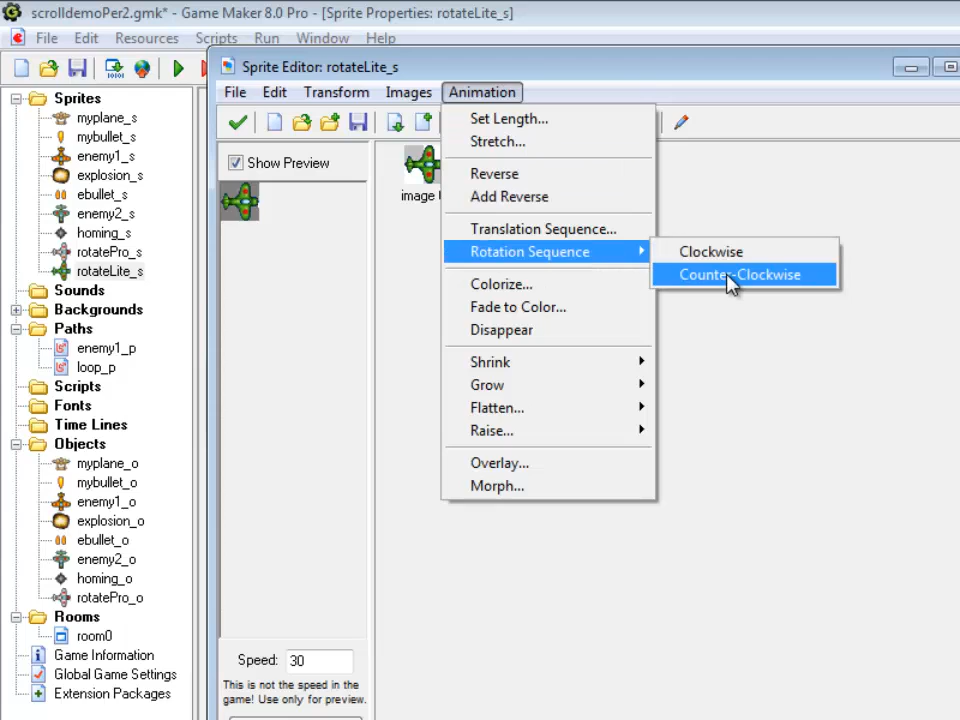 scrolldemoPer2.gmk* - Game Maker 8.0 Pro - [Sprite Properties: rotateLite_s]
File Edit Resources Scripts Run Window Help
Sprites
myplane_s
mybullet_s
enemy1_s
explosion_s
ebullet_s
enemy2_s
homing_s
rotatePro_s
rotateLite_s
Sounds
Backgrounds
Paths
enemy1_p
loop_p
Scripts
Fonts
Time Lines
Objects
myplane_o
mybullet_o
enemy1_o
explosion_o
ebullet_o
enemy2_o
homing_o
rotatePro_o
Rooms
room0
Game Information
Global Game Settings
Extension Packages
Sprite Editor: rotateLite_s
File Edit Transform Images Animation
Show Preview
image
Set Length...
Stretch...
Reverse
Add Reverse
Translation Sequence...
Rotation Sequence
Clockwise
Counter-Clockwise
Colorize...
Fade to Color...
Disappear
Shrink
Grow
Flatten...
Raise...
Overlay...
Morph...
Speed: 30
This is not the speed in the
game! Use only for preview.